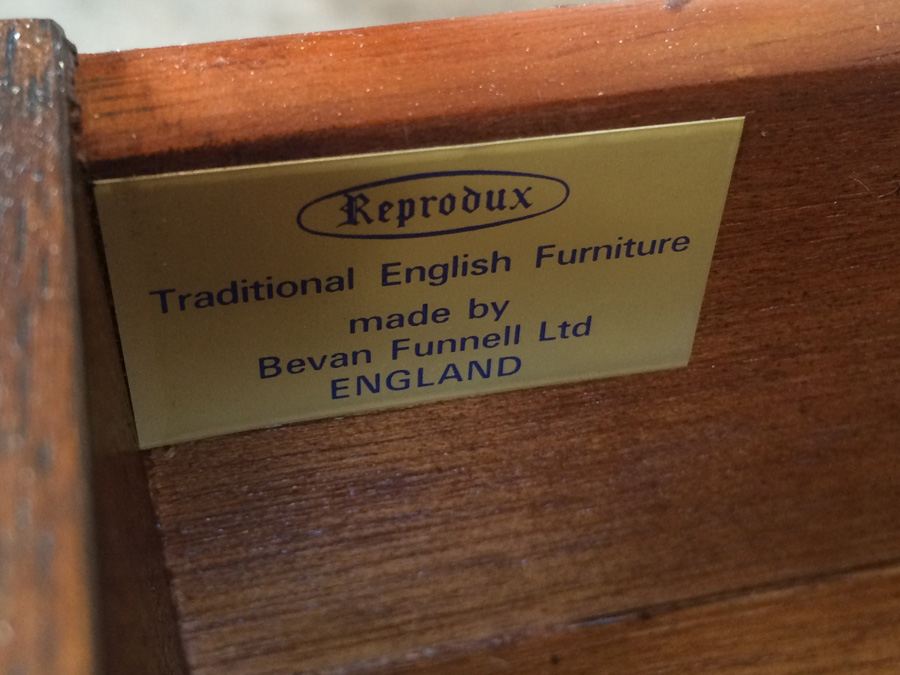 Reprodux
Traditional English Furniture
made by
Bevan Funnell Ltd
ENGLAND